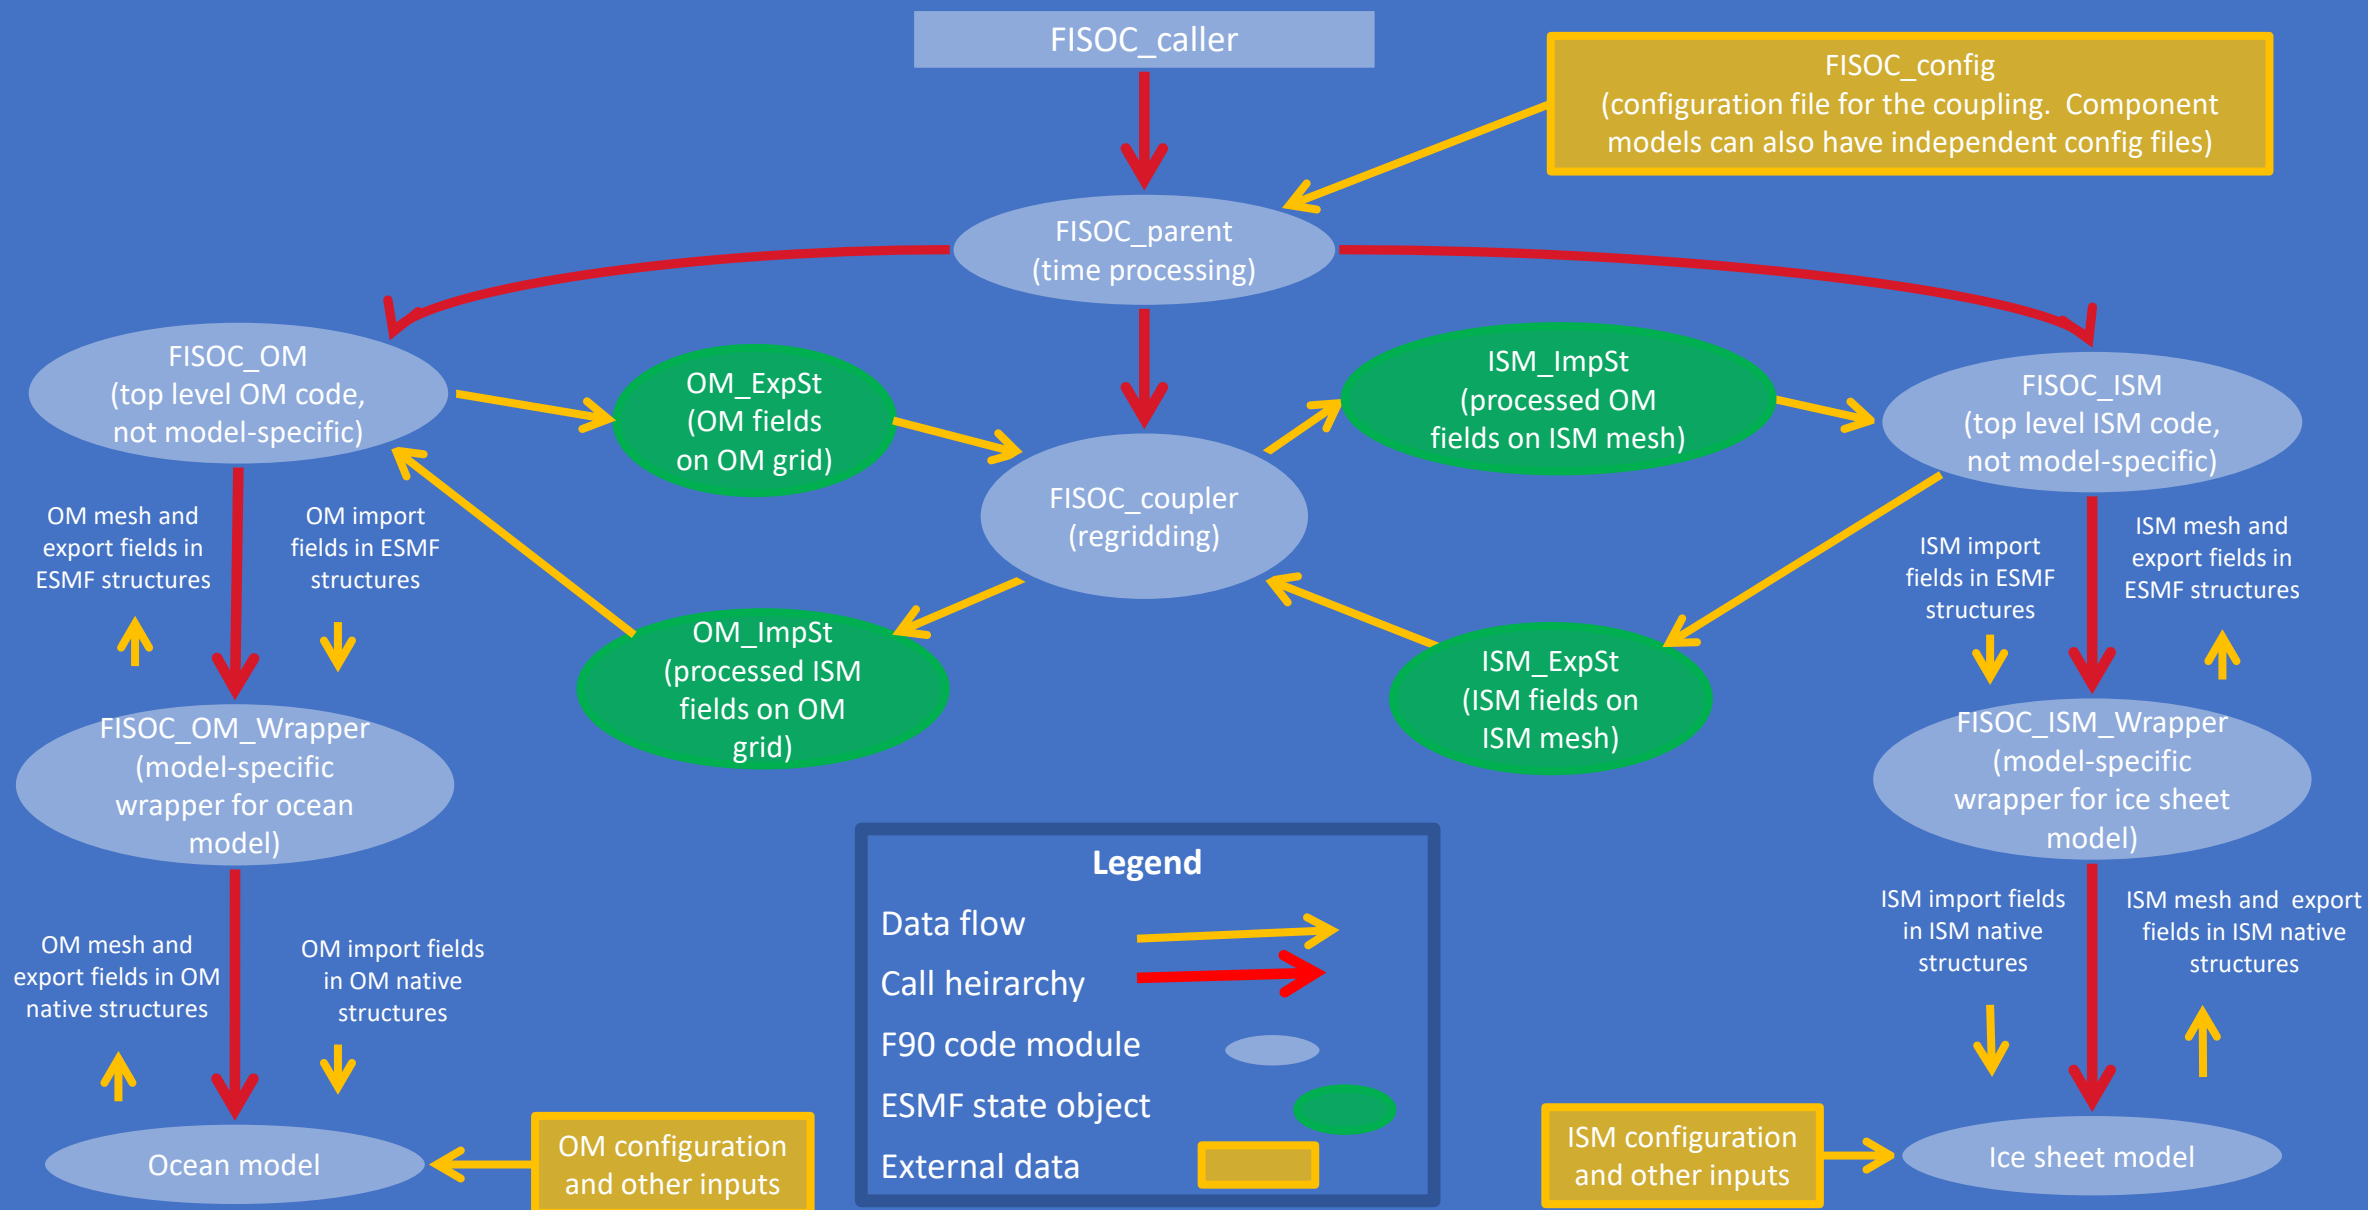 FISOC_caller
FISOC_config
(configuration file for the coupling.  Component
models can also have independent config files)
FISOC_parent
(time processing)
FISOC_OM
(top level OM code,
not model-specific)
OM_ExpSt
(OM fields
on OM grid)
ISM_ImpSt
(processed OM
fields on ISM mesh)
FISOC_ISM
(top level ISM code,
not model-specific)
FISOC_coupler
(regridding)
OM mesh and
export fields in
ESMF structures
OM import
fields in ESMF
structures
ISM import
fields in ESMF
structures
ISM mesh and
export fields in
ESMF structures
OM_ImpSt
(processed ISM
fields on OM
grid)
ISM_ExpSt
(ISM fields on
ISM mesh)
FISOC_OM_Wrapper
(model-specific
wrapper for ocean
model)
FISOC_ISM_Wrapper
(model-specific
wrapper for ice sheet
model)
OM mesh and
export fields in OM
native structures
OM import fields
in OM native
structures
ISM import fields
in ISM native
structures
ISM mesh and  export
fields in ISM native
structures
Legend
Data flow
Call heirarchy
F90 code module
ESMF state object
External data
Ocean model
OM configuration
and other inputs
ISM configuration
and other inputs
Ice sheet model